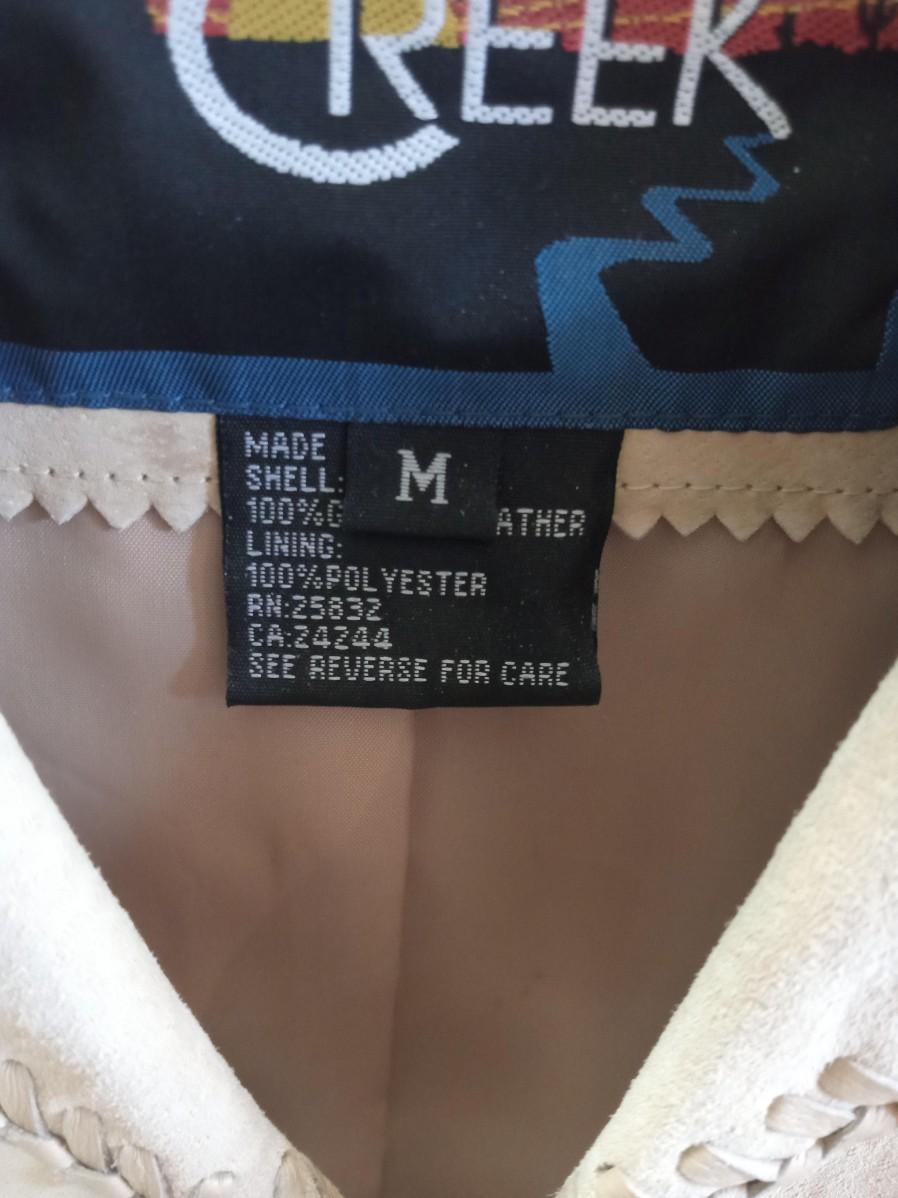 CREEK
M
MADE
SHELL:
100%G ATHER
LINING:
100%POLYESTER
RN:25832
CA:24244
SEE REVERSE FOR CARE